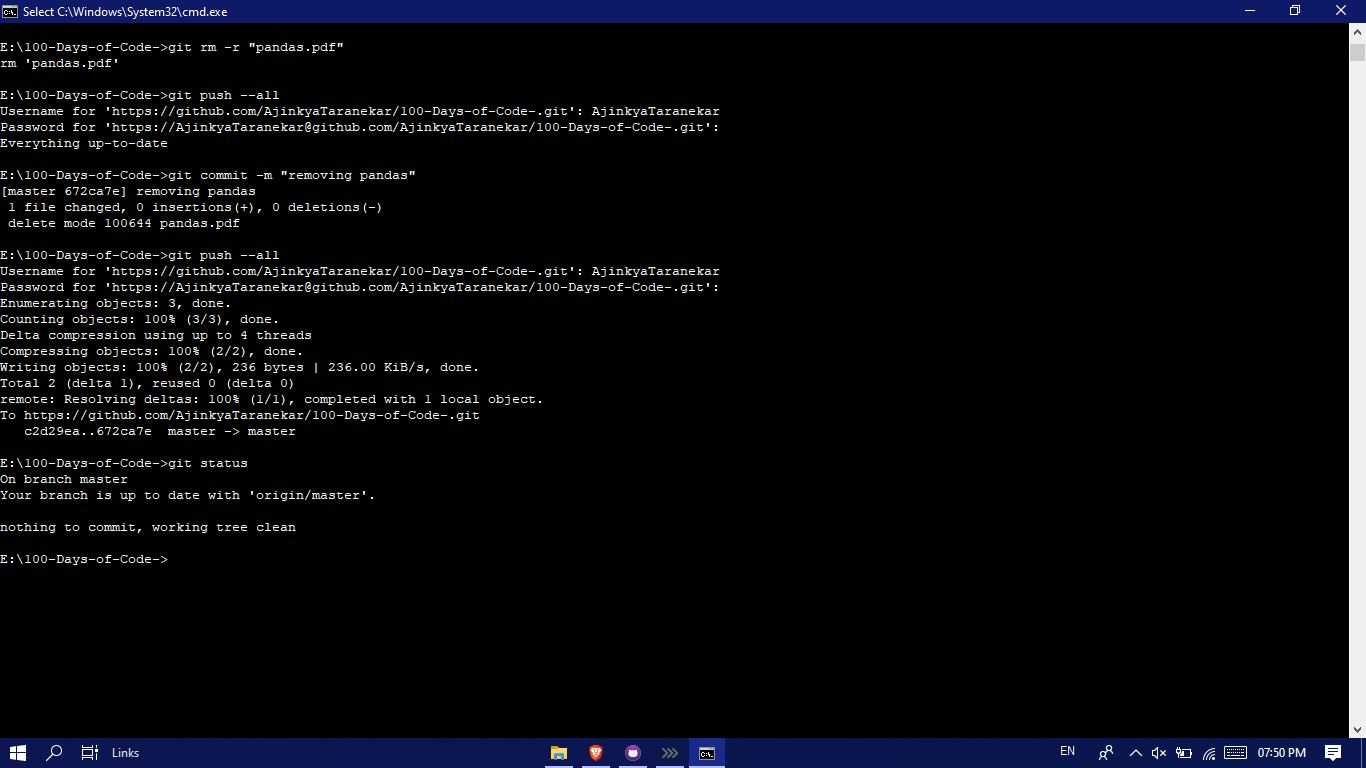 Select C:\Windows\System32\cmd.exe
E:\100-Days-of-Code->git rm -r "pandas.pdf"
rm 'pandas.pdf'
E:\100-Days-of-Code->git push --all
Username for 'https://github.com/AjinkyaTaranekar/100-Days-of-Code-.git': AjinkyaTaranekar
Password for 'https://AjinkyaTaranekar@github.com/AjinkyaTaranekar/100-Days-of-Code-.git':
Everything up-to-date
E:\100-Days-of-Code->git commit -m "removing pandas"
[master 672ca7e] removing pandas
1 file changed, 0 insertions(+), 0 deletions(-)
delete mode 100644 pandas.pdf
E:\100-Days-of-Code->git push --all
Username for 'https://github.com/AjinkyaTaranekar/100-Days-of-Code-.git': AjinkyaTaranekar
Password for 'https://AjinkyaTaranekar@github.com/AjinkyaTaranekar/100-Days-of-Code-.git':
Enumerating objects: 3, done.
Counting objects: 100% (3/3), done.
Delta compression using up to 4 threads
Compressing objects: 100% (2/2), done.
Writing objects: 100% (2/2), 236 bytes | 236.00 KiB/s, done.
Total 2 (delta 1), reused 0 (delta 0)
remote: Resolving deltas: 100% (1/1), completed with 1 local object.
To https://github.com/AjinkyaTaranekar/100-Days-of-Code-.git
c2d29ea..672ca7e  master -> master
E:\100-Days-of-Code->git status
On branch master
Your branch is up to date with 'origin/master'.
nothing to commit, working tree clean
E:\100-Days-of-Code->
Links
EN
07:50 PM